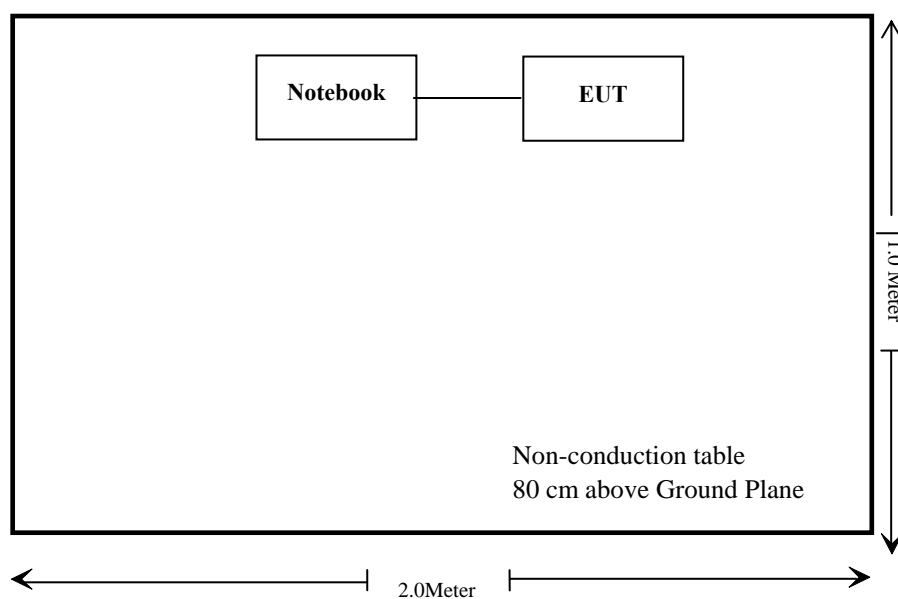 Notebook
EUT
1.0 Meter
Non-conduction table
80 cm above Ground Plane
2.0Meter